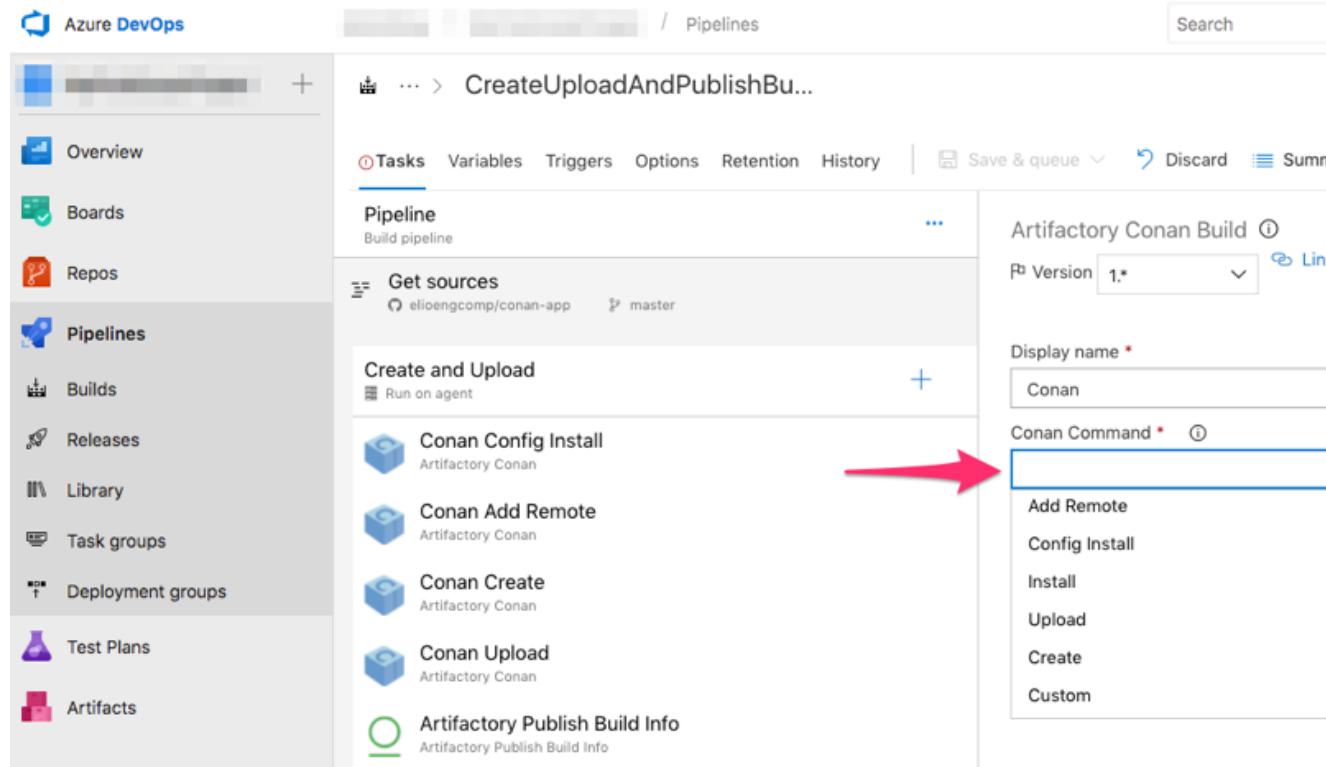 Azure DevOps
/ Pipelines
Search
... > CreateUploadAndPublishBu...
Overview
Boards
Repos
Pipelines
Builds
Releases
Library
Task groups
Deployment groups
Test Plans
Artifacts
Tasks Variables Triggers Options Retention History
Save & queue Discard Summ
Pipeline
Build pipeline
Get sources
elioengcomp/conan-app master
Create and Upload
Run on agent
Conan Config Install
Artifactory Conan
Conan Add Remote
Artifactory Conan
Conan Create
Artifactory Conan
Conan Upload
Artifactory Conan
Artifactory Publish Build Info
Artifactory Publish Build Info
Artifactory Conan Build
Version 1.* Lin
Display name *
Conan
Conan Command *
Add Remote
Config Install
Install
Upload
Create
Custom